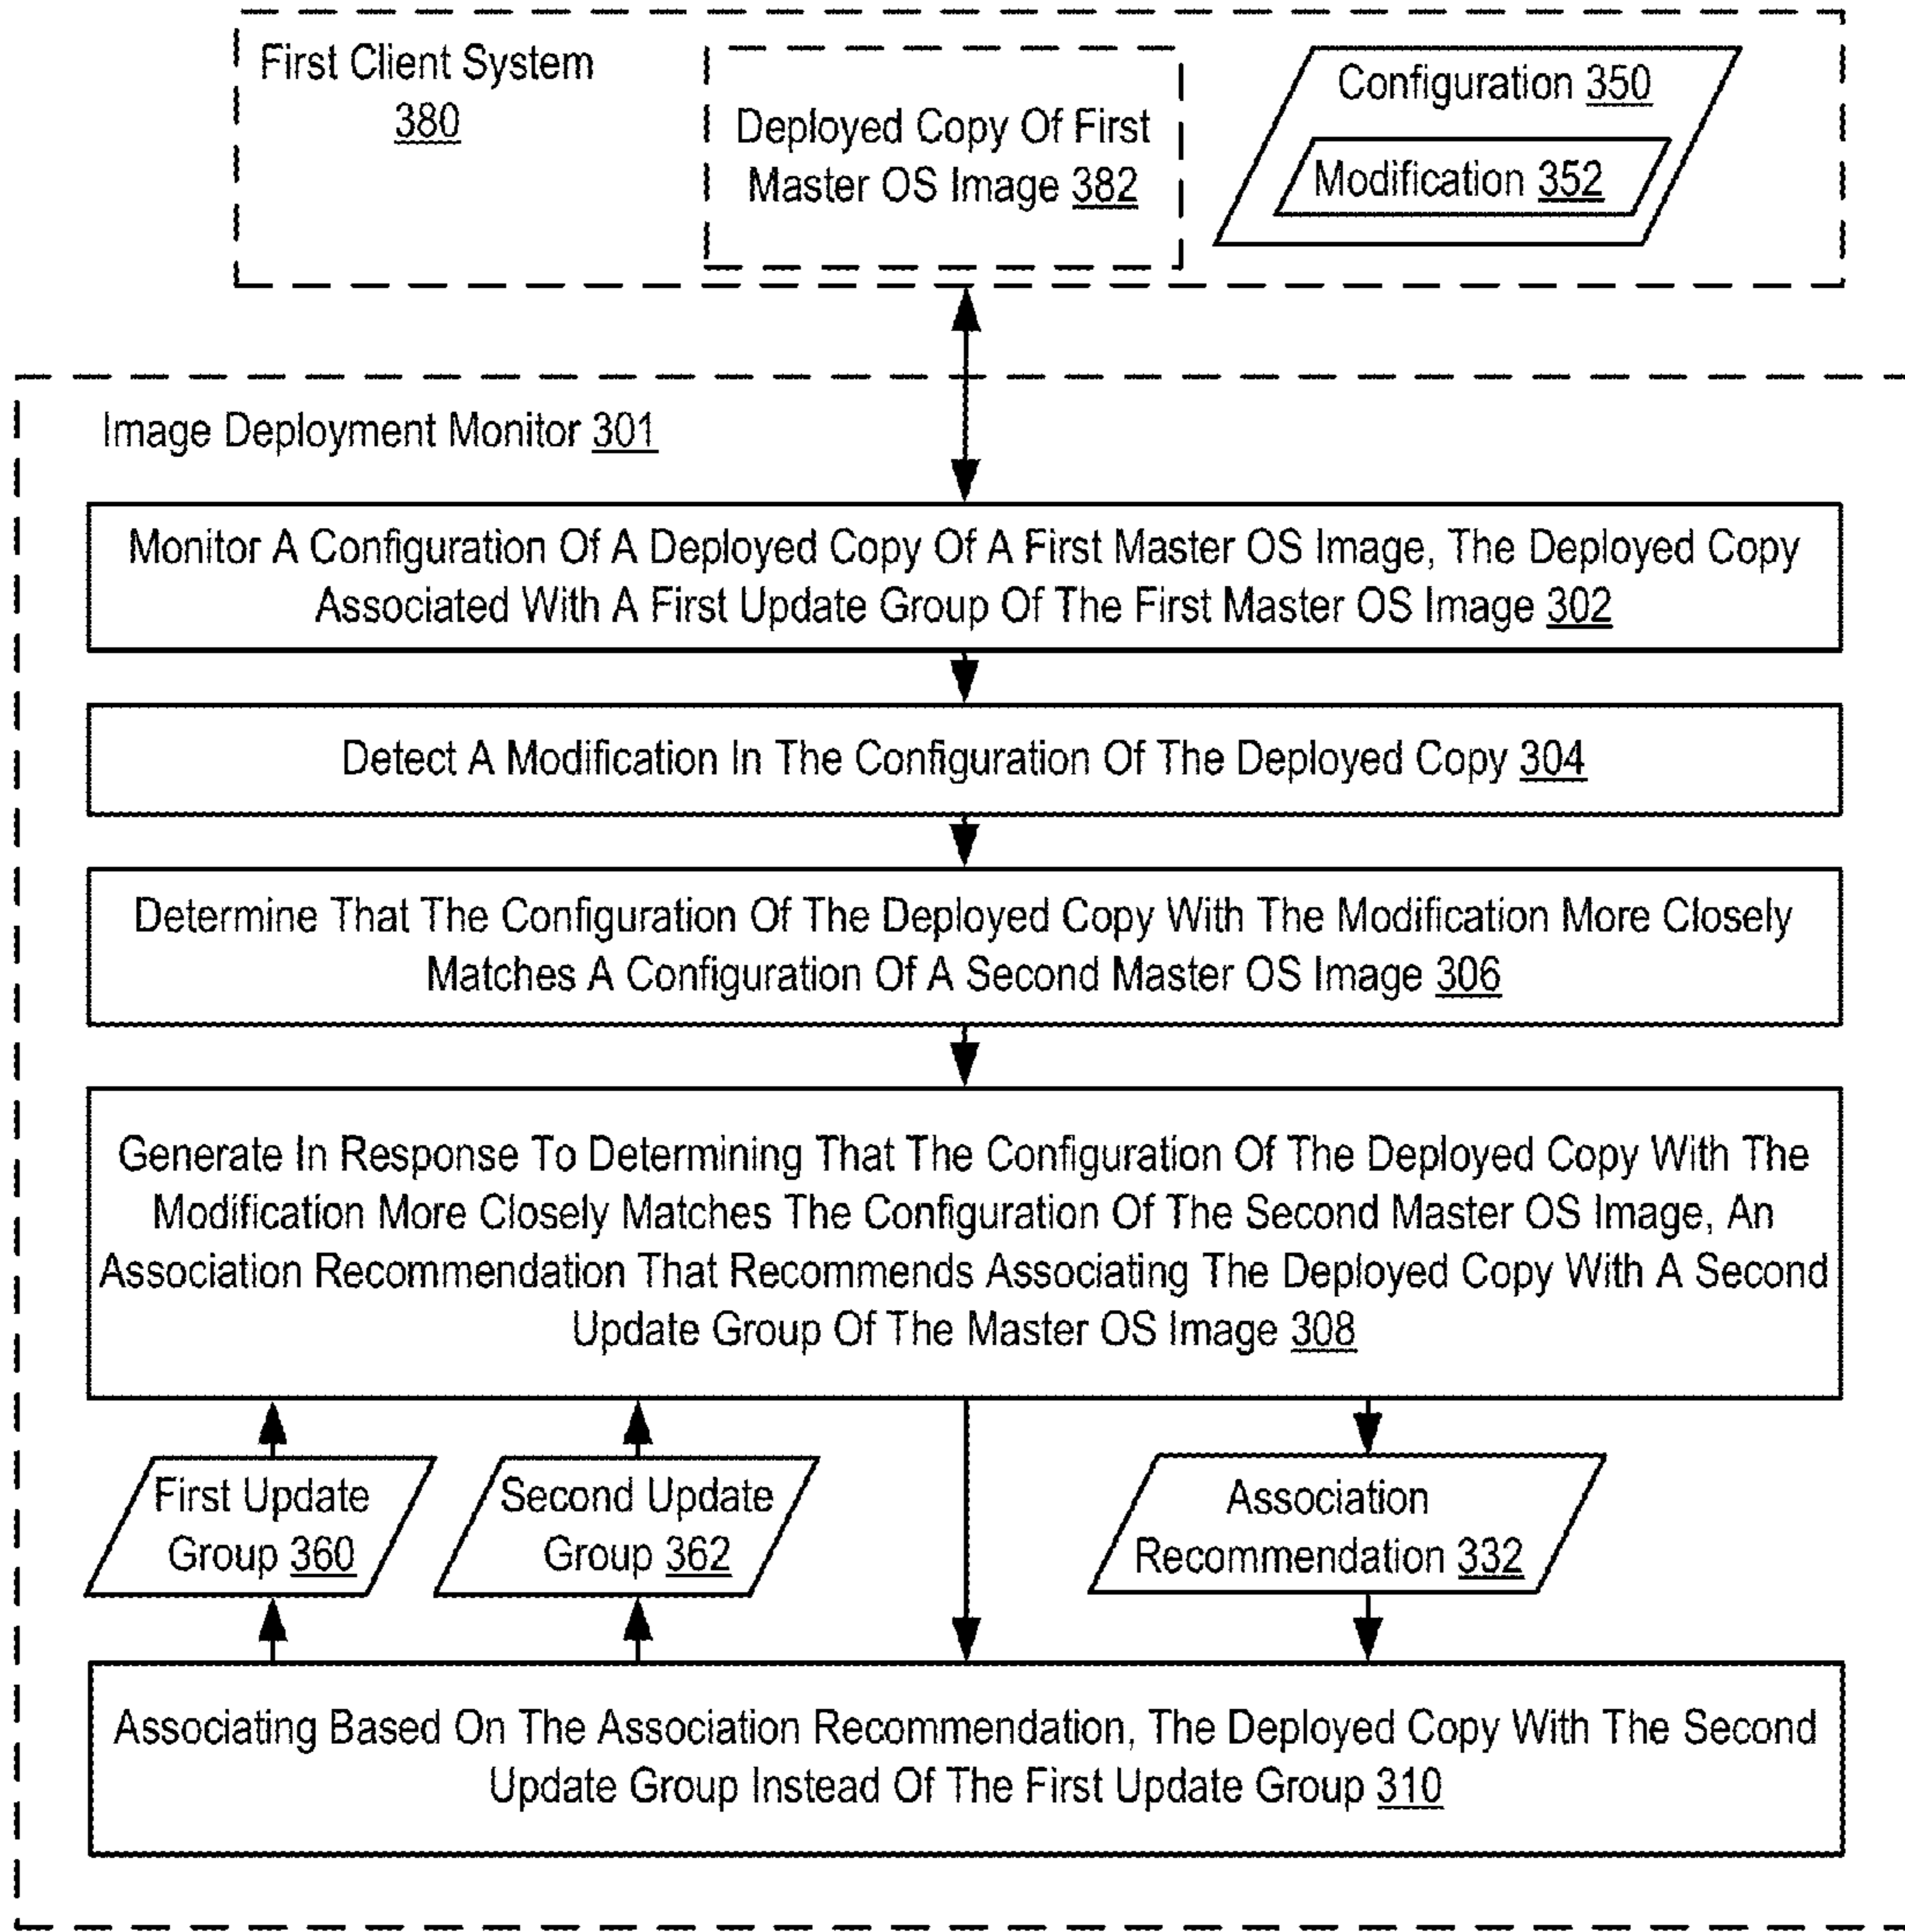 First Client System
380
Deployed Copy Of First
Master OS Image 382
Configuration 350
Modification 352
Image Deployment Monitor 301
Monitor A Configuration Of A Deployed Copy Of A First Master OS Image, The Deployed Copy
Associated With A First Update Group Of The First Master OS Image 302
Detect A Modification In The Configuration Of The Deployed Copy 304
Determine That The Configuration Of The Deployed Copy With The Modification More Closely
Matches A Configuration Of A Second Master OS Image 306
Generate In Response To Determining That The Configuration Of The Deployed Copy With The
Modification More Closely Matches The Configuration Of The Second Master OS Image, An
Association Recommendation That Recommends Associating The Deployed Copy With A Second
Update Group Of The Master OS Image 308
First Update
Group 360
Second Update
Group 362
Association
Recommendation 332
Associating Based On The Association Recommendation, The Deployed Copy With The Second
Update Group Instead Of The First Update Group 310